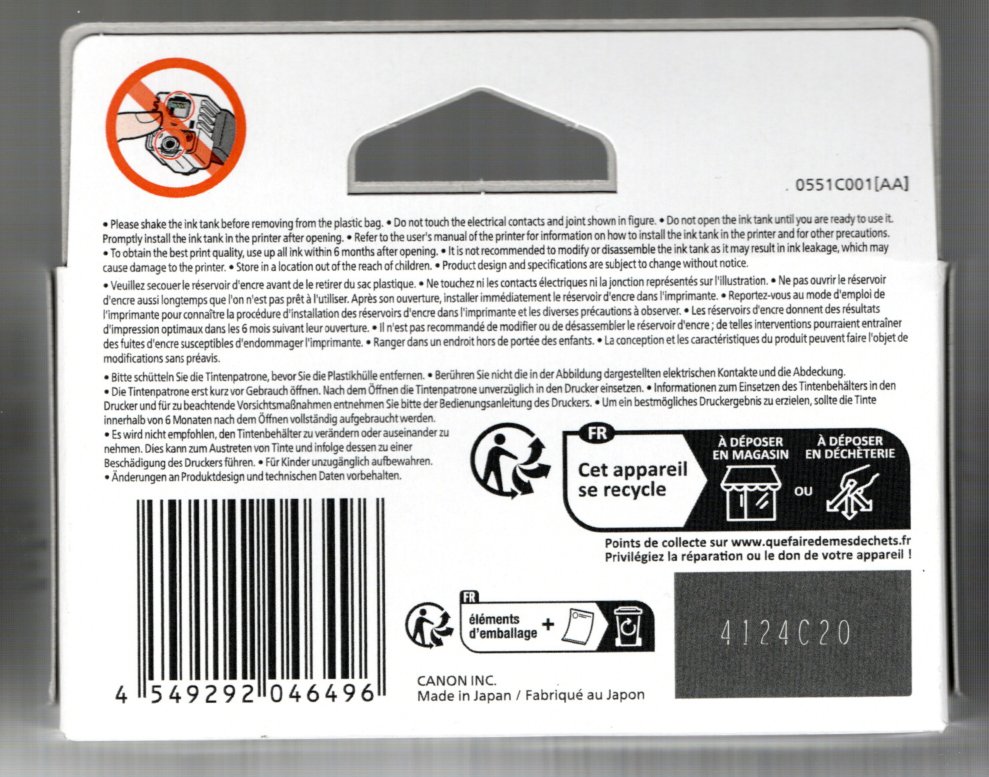 . 0551C001[AA]
• Please shake the ink tank before removing from the plastic bag. • Do not touch the electrical contacts and joint shown in figure. • Do not open the ink tank until you are ready to use it.
Promptly install the ink tank in the printer after opening. • Refer to the user's manual of the printer for information on how to install the ink tank in the printer and for other precautions.
• To obtain the best print quality, use up all ink within 6 months after opening. • It is not recommended to modify or disassemble the ink tank as it may result in ink leakage, which may
cause damage to the printer. • Store in a location out of the reach of children. • Product design and specifications are subject to change without notice.
• Veuillez secouer le réservoir d'encre avant de le retirer du sac plastique. • Ne touchez ni les contacts électriques ni la jonction représentés sur l'illustration. • Ne pas ouvrir le réservoir
d'encre aussi longtemps que l'on n'est pas prêt à l'utiliser. Après son ouverture, installer immédiatement le réservoir d'encre dans l'imprimante. • Reportez-vous au mode d'emploi de
l'imprimante pour connaître la procédure d'installation des réservoirs d'encre dans l'imprimante et les diverses précautions à observer. • Les réservoirs d'encre donnent des résultats
d'impression optimaux dans les 6 mois suivant leur ouverture. • Il n'est pas recommandé de modifier ou de désassembler le réservoir d'encre ; de telles interventions pourraient entraîner
des fuites d'encre susceptibles d'endommager l'imprimante. • Ranger dans un endroit hors de portée des enfants. • La conception et les caractéristiques du produit peuvent faire l'objet de
modifications sans préavis.
• Bitte schütteln Sie die Tintenpatrone, bevor Sie die Plastikhülle entfernen. • Berühren Sie nicht die in der Abbildung dargestellten elektrischen Kontakte und die Abdeckung.
• Die Tintenpatrone erst kurz vor Gebrauch öffnen. Nach dem Öffnen die Tintenpatrone unverzüglich in den Drucker einsetzen. • Informationen zum Einsetzen des Tintenbehälters in den
Drucker und für zu beachtende Vorsichtsmaßnahmen entnehmen Sie bitte der Bedienungsanleitung des Druckers. • Um ein bestmögliches Druckergebnis zu erzielen, sollte die Tinte
innerhalb von 6 Monaten nach dem Öffnen vollständig aufgebraucht werden.
• Es wird nicht empfohlen, den Tintenbehälter zu verändern oder auseinander zu
nehmen. Dies kann zum Austreten von Tinte und infolge dessen zu einer
Beschädigung des Druckers führen. • Für Kinder unzugänglich aufbewahren.
• Änderungen an Produktdesign und technischen Daten vorbehalten.
FR
Cet appareil
se recycle
À DÉPOSER
EN MAGASIN
OU
À DÉPOSER
EN DÉCHÈTERIE
Points de collecte sur www.quefairedemesdechets.fr
Privilégiez la réparation ou le don de votre appareil !
FR
éléments
d'emballage
+
4124C20
4 549292 046496
CANON INC.
Made in Japan / Fabriqué au Japon